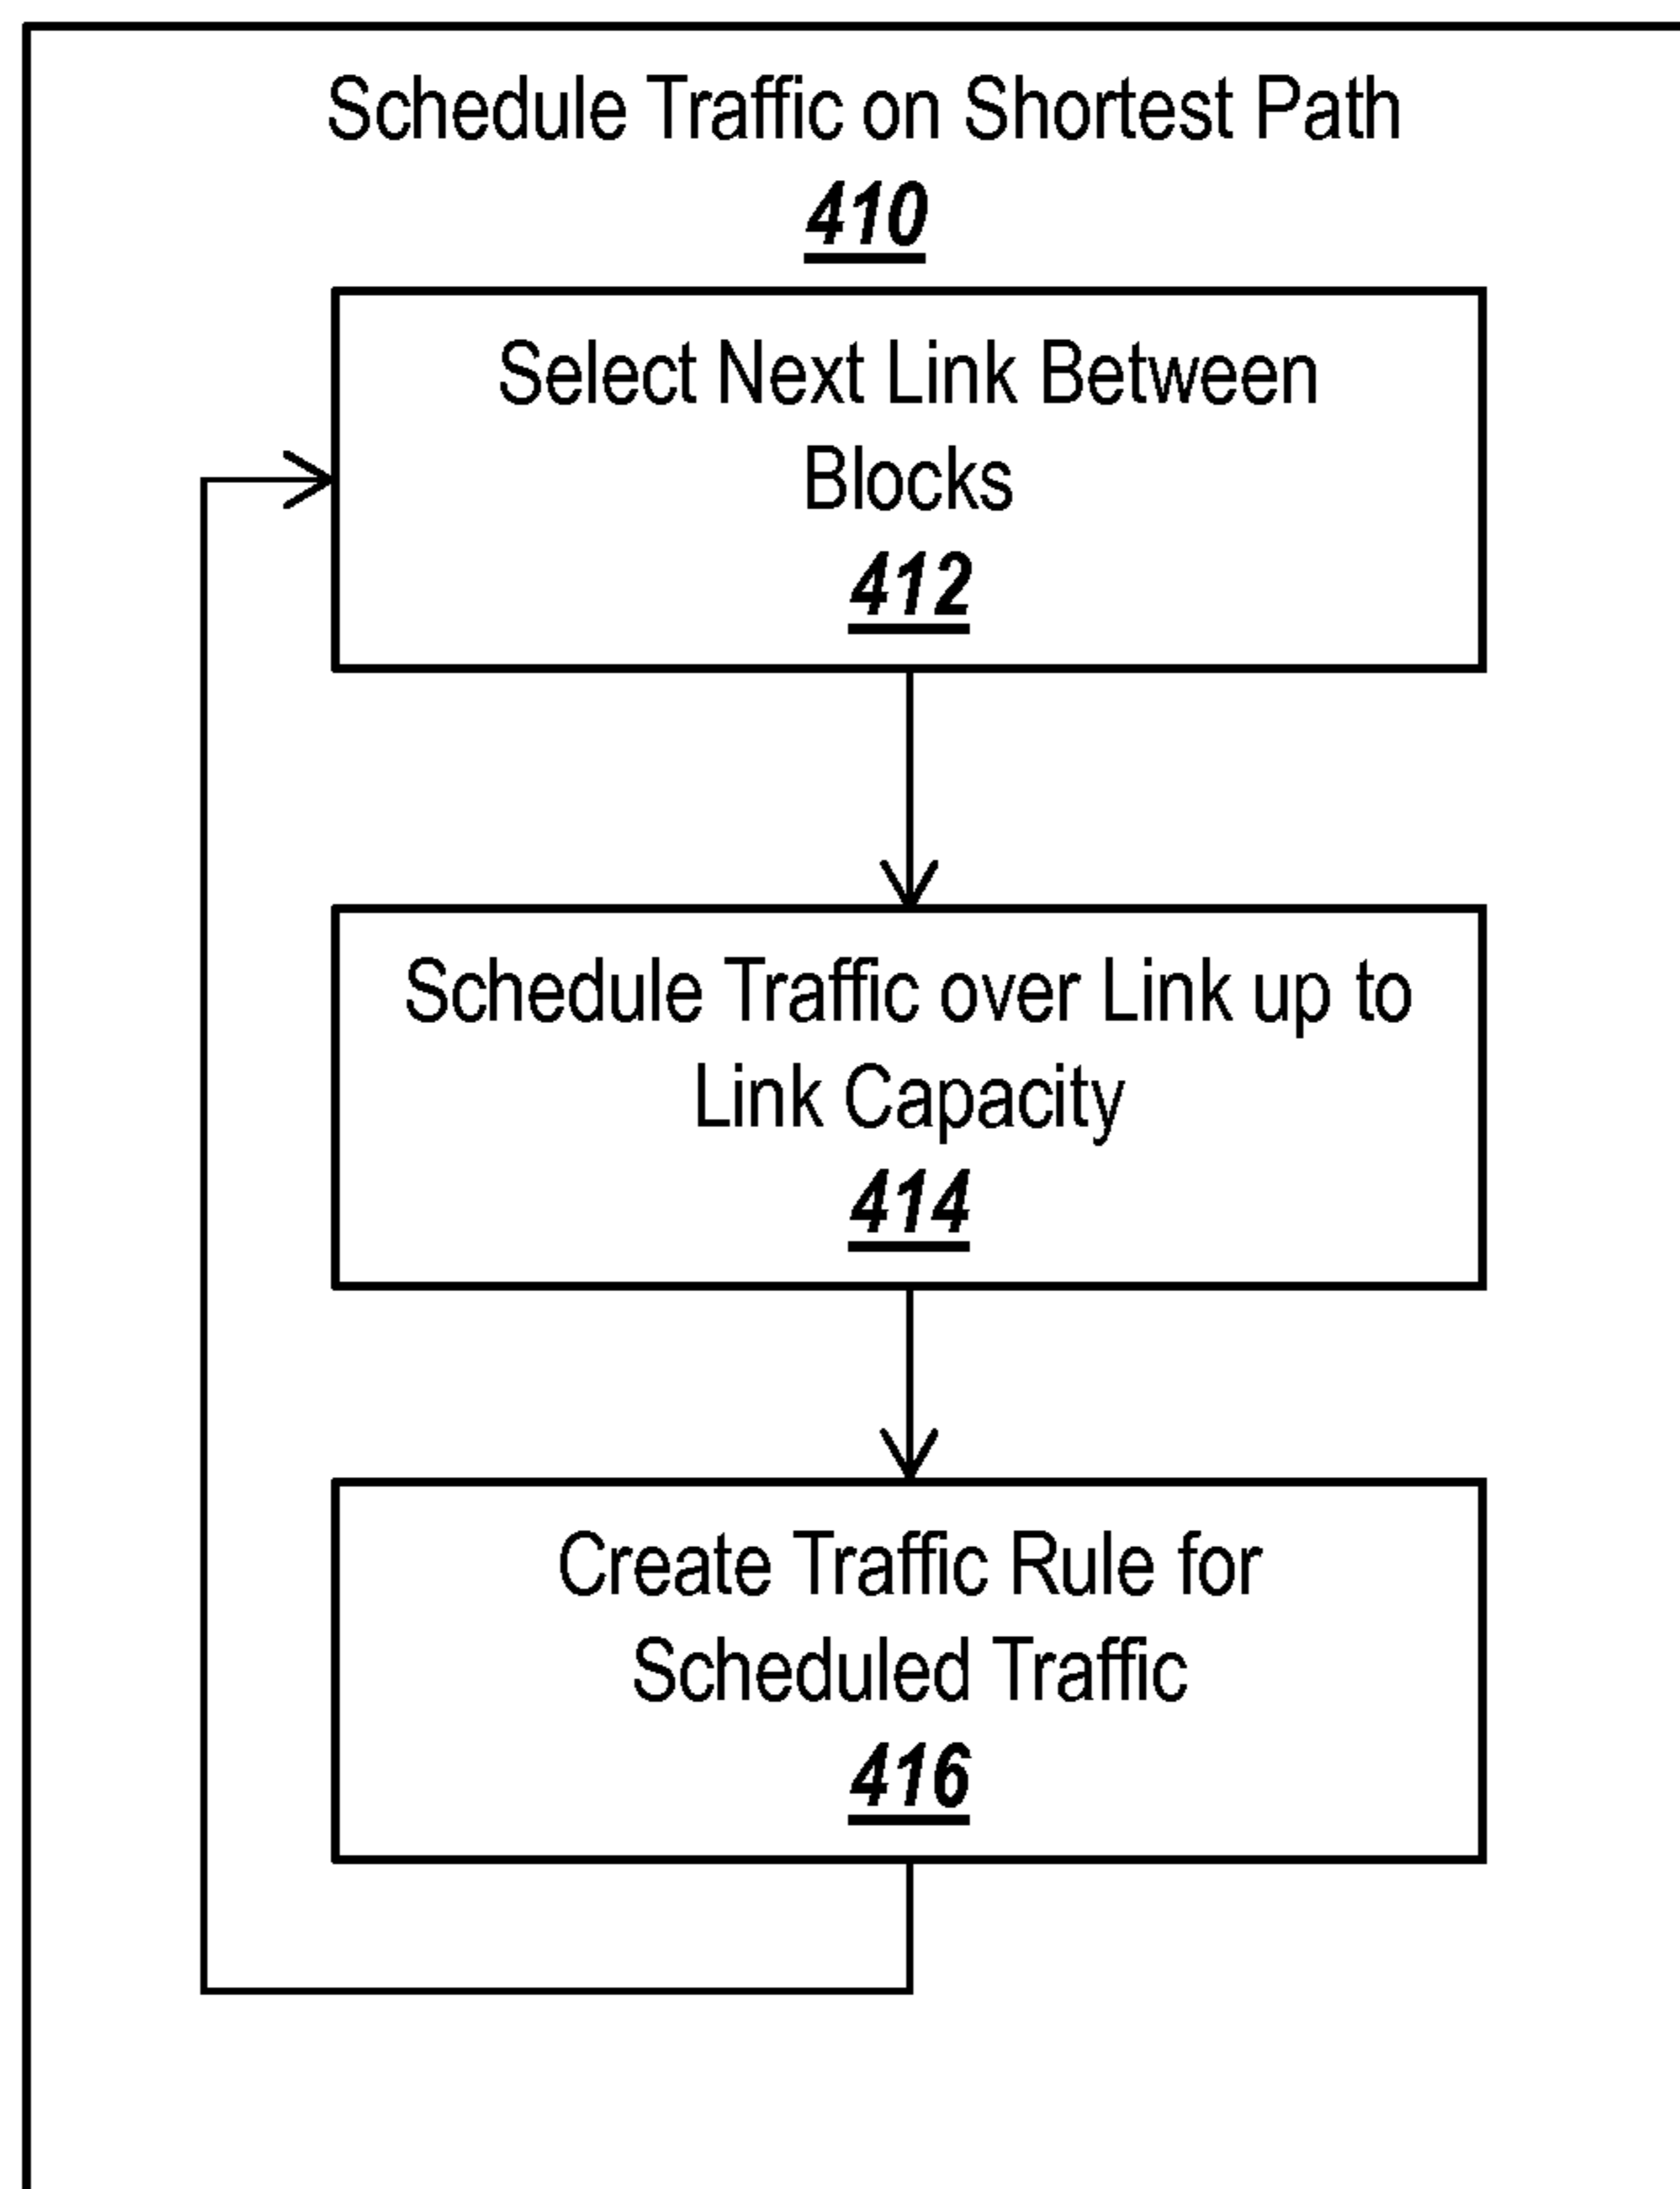 Schedule Traffic on Shortest Path
410
Select Next Link Between
Blocks
412
Schedule Traffic over Link up to
Link Capacity
414
Create Traffic Rule for
Scheduled Traffic
416